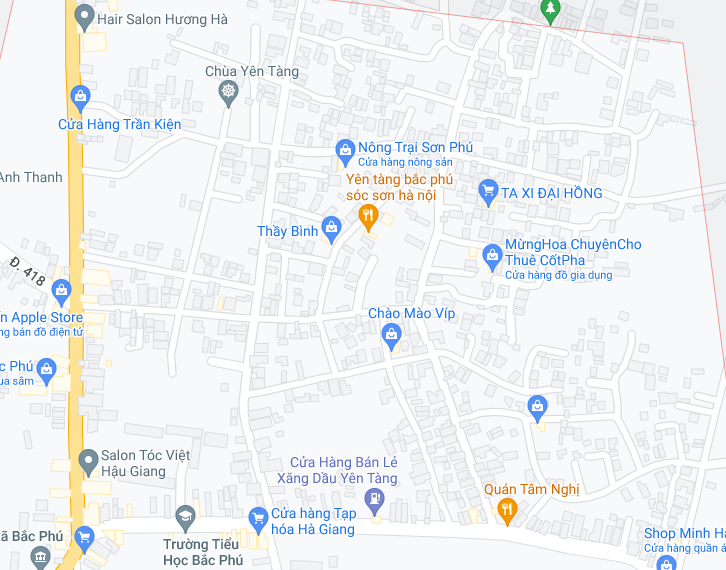 Hair Salon Hương Hà
Chùa Yên Tàng
Cửa Hàng Trần Kiện
Nông Trại Sơn Phú
Cửa hàng nông sản
Anh Thanh
Yên tàng bắc phú
sóc sơn hà nội
TA XI ĐẠI HỒNG
Thầy Bình
MừngHoa ChuyênCho
Thuê CốtPha
Cửa hàng đồ gia dụng
Đ. 418
n Apple Store
ng bán đồ điện tử
Chào Mào Víp
c Phú
ua sắm
Salon Tóc Việt
Hậu Giang
Cửa Hàng Bán Lẻ
Xăng Dầu Yên Tàng
Quán Tâm Nghị
Cửa hàng Tạp
hóa Hà Giang
Trường Tiểu
Học Bắc Phú
ã Bắc Phú
Shop Minh Hà
Cửa hàng quần á